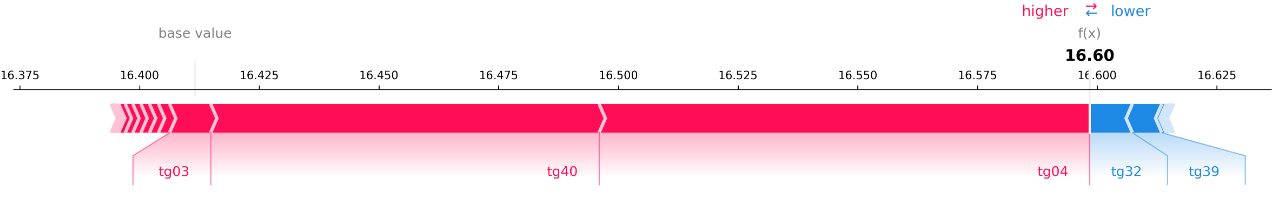 higher ⇄ lower
base value f(x)
16.60
16.375 16.400 16.425 16.450 16.475 16.500 16.525 16.550 16.575 16.600 16.625
tg03 tg40 tg04 tg32 tg39